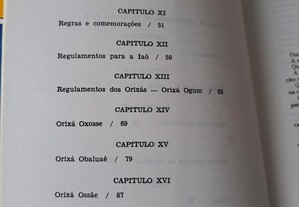 CAPITULO XI
Regras e comemorações / 51
CAPITULO XII
Regulamentos para a Iaô / 59
CAPITULO XIII
Regulamentos dos Orixás — Orixá Ogum / 63
CAPITULO XIV
Orixá Oxosse / 69
CAPITULO XV
Orixá Obaluaê / 79
CAPITULO XVI
Orixá Ossãe / 87